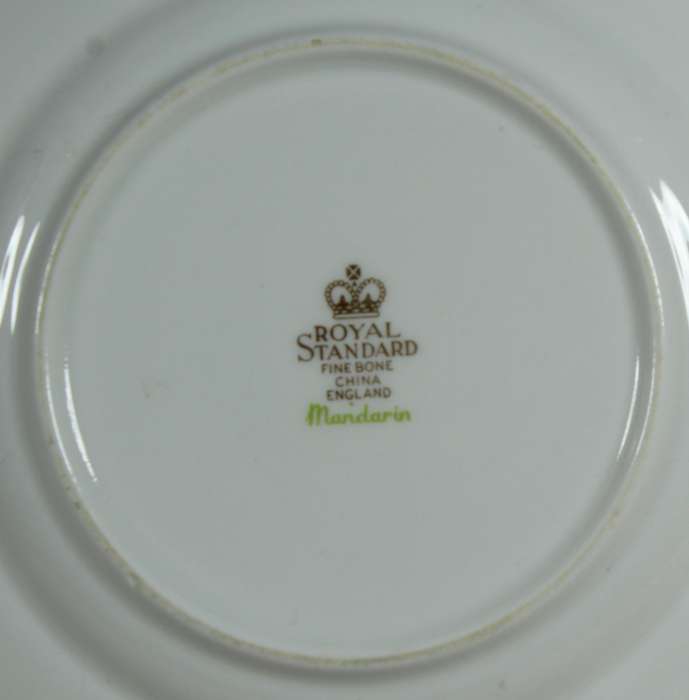 ROYAL
STANDARD
FINE BONE
CHINA
ENGLAND
Mandarin